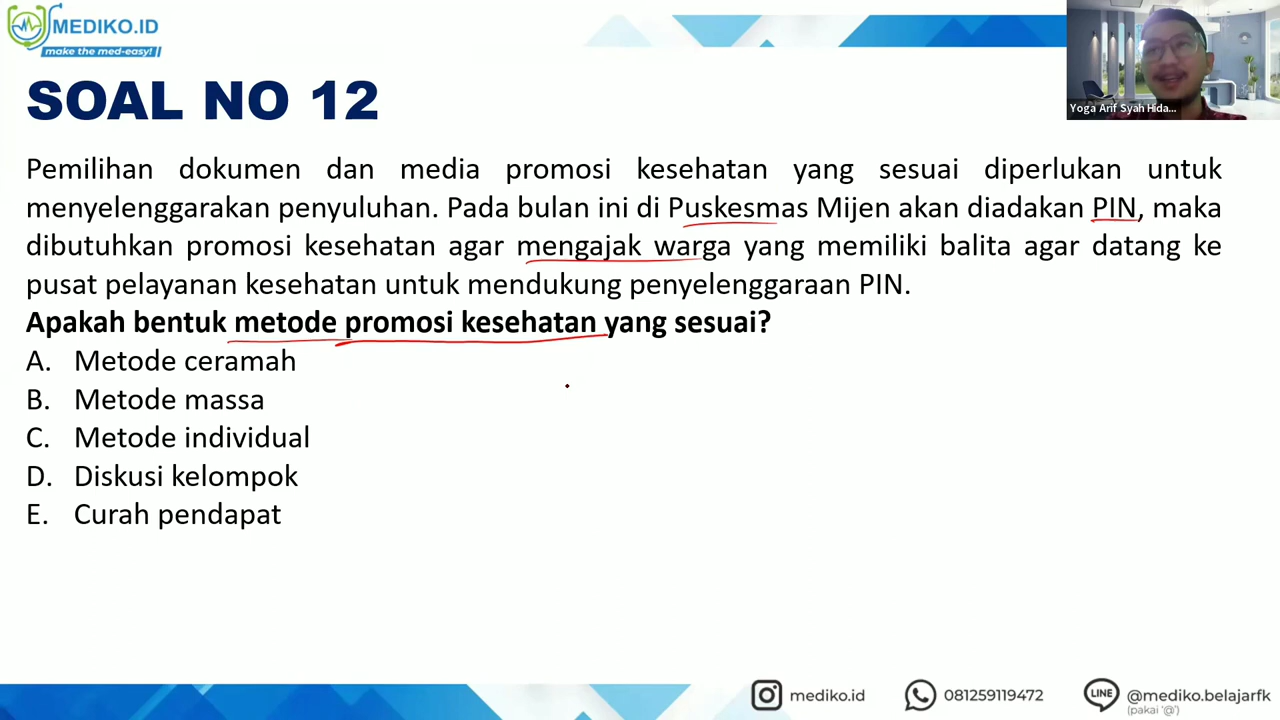 MEDIKO.ID
make the med-easy!
Yoga Arif Syah Hida...
SOAL NO 12
Pemilihan dokumen dan media promosi kesehatan yang sesuai diperlukan untuk
menyelenggarakan penyuluhan. Pada bulan ini di Puskesmas Mijen akan diadakan PIN, maka
dibutuhkan promosi kesehatan agar mengajak warga yang memiliki balita agar datang ke
pusat pelayanan kesehatan untuk mendukung penyelenggaraan PIN.
Apakah bentuk metode promosi kesehatan yang sesuai?
A. Metode ceramah
B. Metode massa
C. Metode individual
D. Diskusi kelompok
E. Curah pendapat
mediko.id
081259119472
LINE
@mediko.belajarfk
(pakai '@')